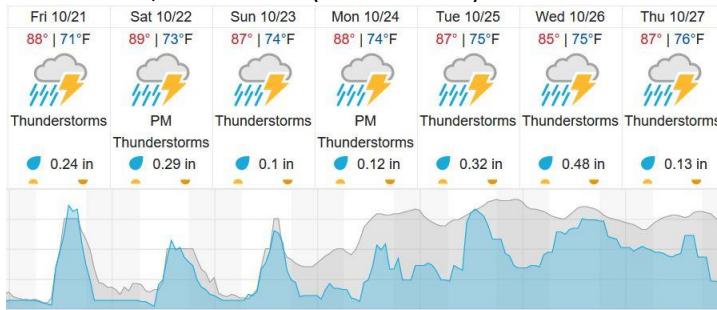 Fri 10/21 Sat 10/22 Sun 10/23 Mon 10/24 Tue 10/25 Wed 10/26 Thu 10/27
88° | 71°F 89° | 73°F 87° | 74°F 88° | 74°F 87° | 75°F 85° | 75°F 87° | 76°F
Thunderstorms PM Thunderstorms PM Thunderstorms Thunderstorms Thunderstorms
Thunderstorms Thunderstorms
0.24 in 0.29 in 0.1 in 0.12 in 0.32 in 0.48 in 0.13 in